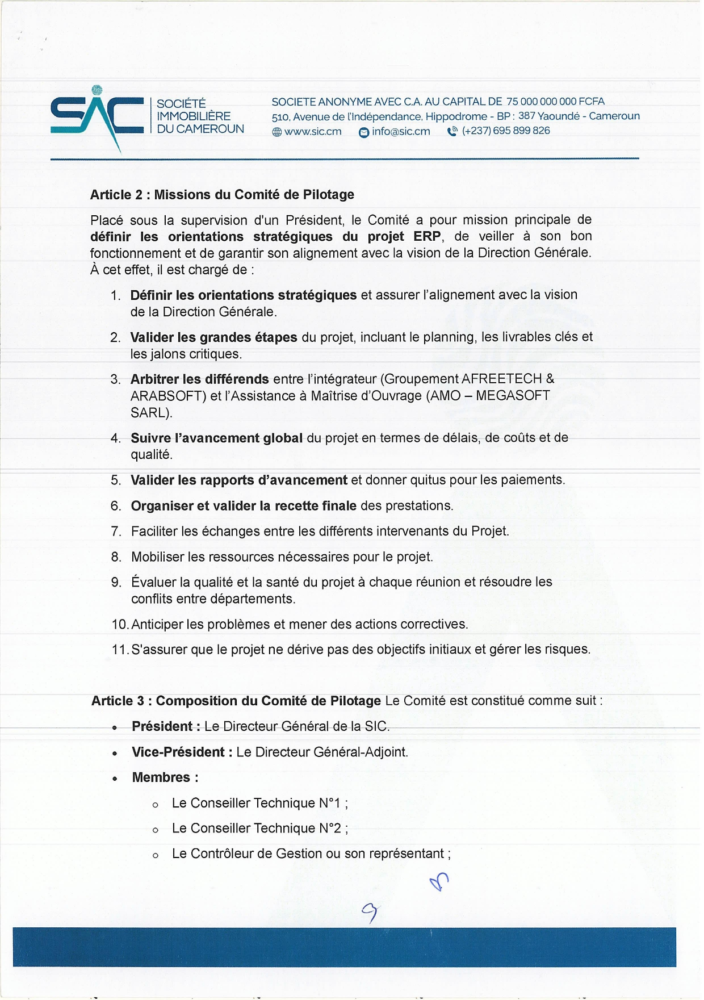 SAC
SOCIÉTÉ
IMMOBILIÈRE
DU CAMEROUN
SOCIETE ANONYME AVEC C.A. AU CAPITAL DE 75 000 000 000 FCFA
510, Avenue de l'Indépendance, Hippodrome - BP : 387 Yaoundé - Cameroun
www.sic.cm info@sic.cm (+237) 695 899 826
Article 2 : Missions du Comité de Pilotage
Placé sous la supervision d'un Président, le Comité a pour mission principale de
définir les orientations stratégiques du projet ERP, de veiller à son bon
fonctionnement et de garantir son alignement avec la vision de la Direction Générale.
À cet effet, il est chargé de :
1. Définir les orientations stratégiques et assurer l'alignement avec la vision
de la Direction Générale.
2. Valider les grandes étapes du projet, incluant le planning, les livrables clés et
les jalons critiques.
3. Arbitrer les différends entre l'intégrateur (Groupement AFREETECH &
ARABSOFT) et l'Assistance à Maîtrise d'Ouvrage (AMO – MEGASOFT
SARL).
4. Suivre l'avancement global du projet en termes de délais, de coûts et de
qualité.
5. Valider les rapports d'avancement et donner quitus pour les paiements.
6. Organiser et valider la recette finale des prestations.
7. Faciliter les échanges entre les différents intervenants du Projet.
8. Mobiliser les ressources nécessaires pour le projet.
9. Évaluer la qualité et la santé du projet à chaque réunion et résoudre les
conflits entre départements.
10. Anticiper les problèmes et mener des actions correctives.
11. S'assurer que le projet ne dérive pas des objectifs initiaux et gérer les risques.
Article 3 : Composition du Comité de Pilotage Le Comité est constitué comme suit :
• Président : Le Directeur Général de la SIC.
• Vice-Président : Le Directeur Général-Adjoint.
• Membres :
o Le Conseiller Technique N°1 ;
o Le Conseiller Technique N°2 ;
o Le Contrôleur de Gestion ou son représentant ;